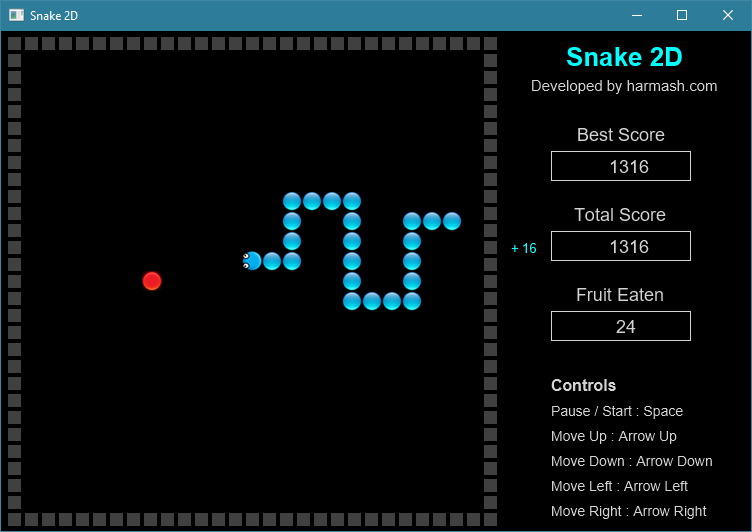 Snake 2D
Snake 2D
Developed by harmash.com
Best Score
1316
Total Score
+ 16
1316
Fruit Eaten
24
Controls
Pause / Start : Space
Move Up : Arrow Up
Move Down : Arrow Down
Move Left : Arrow Left
Move Right : Arrow Right